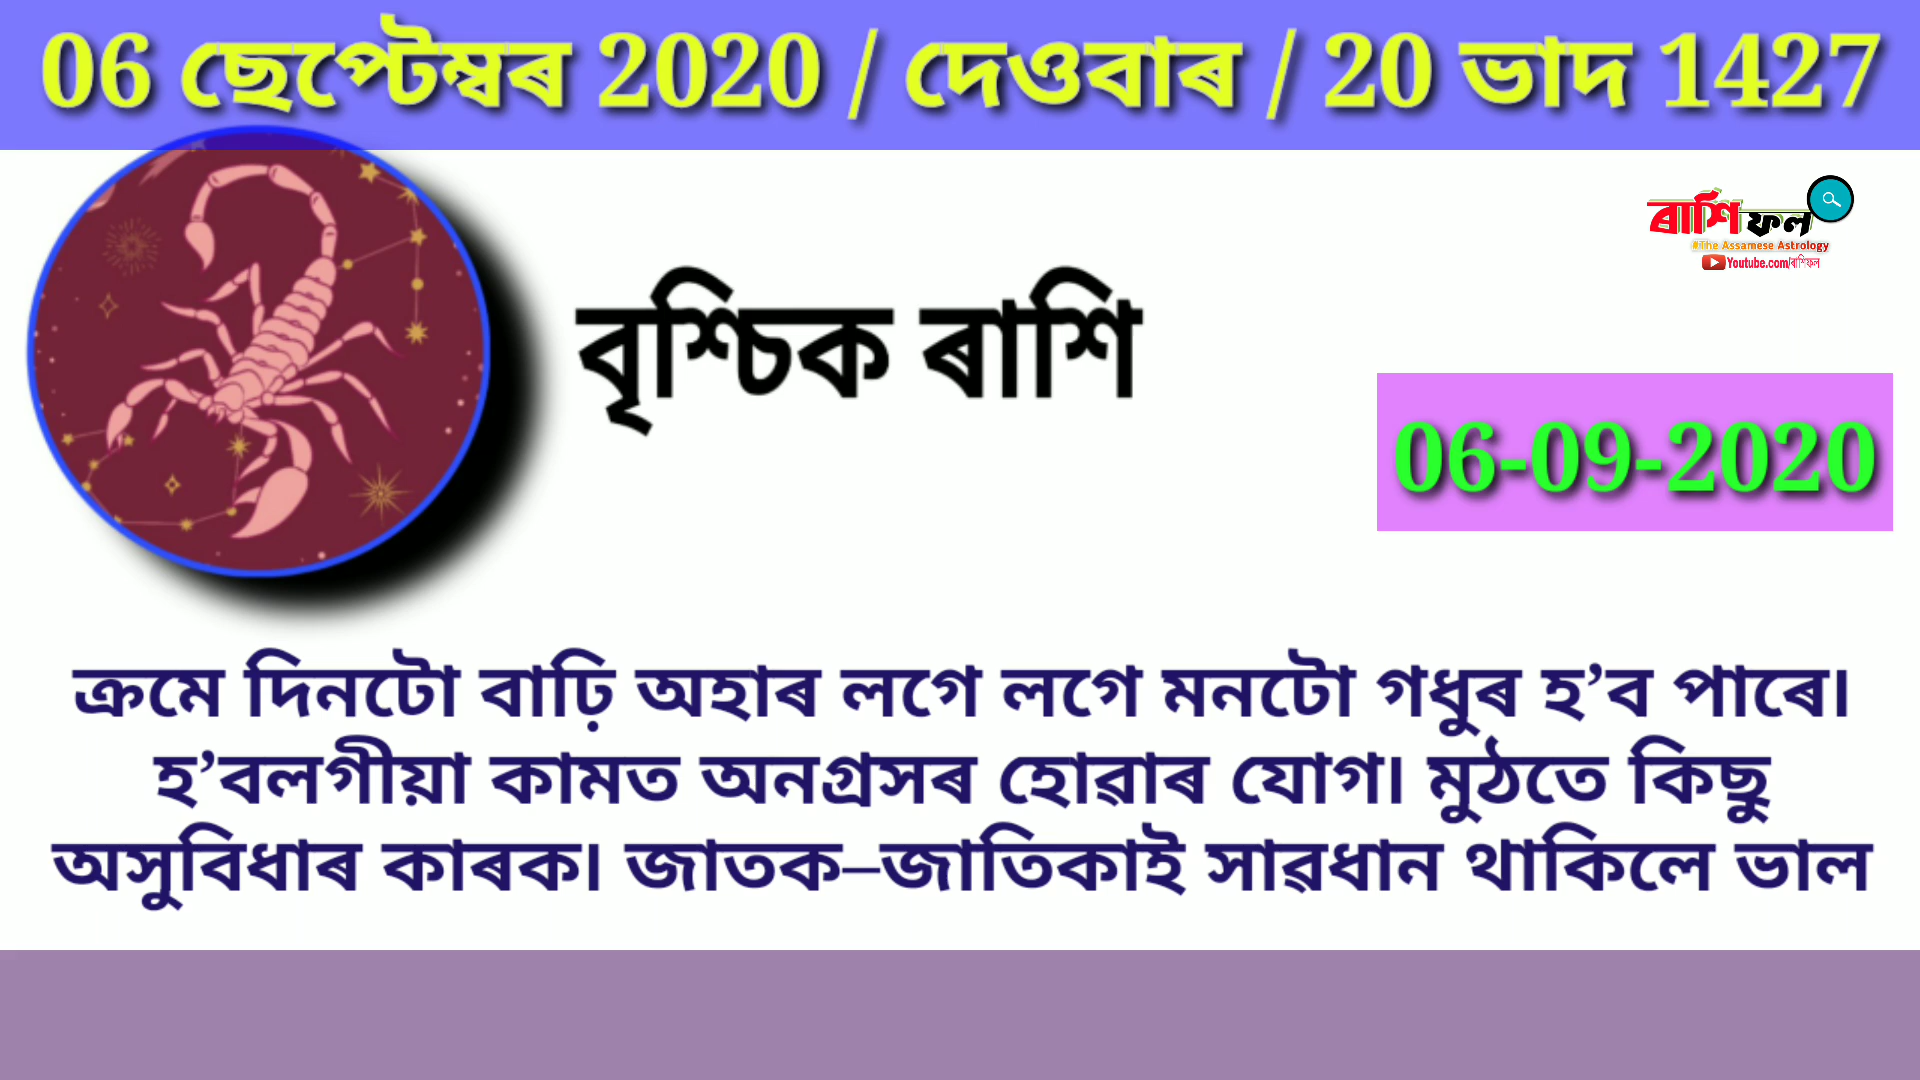 06 ছেপ্টেম্বৰ 2020 / দেওবাৰ / 20 ভাদ 1427
ৰাশিফল
#The Assamese Astrology
Youtube.com/ৰাশিফল
বৃশ্চিক ৰাশি
06-09-2020
ক্ৰমে দিনটো বাঢ়ি অহাৰ লগে লগে মনটো গধুৰ হ’ব পাৰে।
হ’বলগীয়া কামত অনগ্ৰসৰ হোৱাৰ যোগ। মুঠতে কিছু
অসুবিধাৰ কাৰক। জাতক–জাতিকাই সাৱধান থাকিলে ভাল